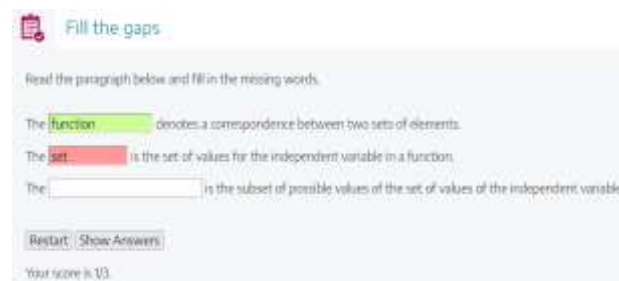 Fill the gaps
Read the paragraph below and fill in the missing words.
The function denotes a correspondence between two sets of elements.
The set is the set of values for the independent variable in a function.
The is the subset of possible values of the set of values of the independent variable
Restart Show Answers
Your score is 1/3.